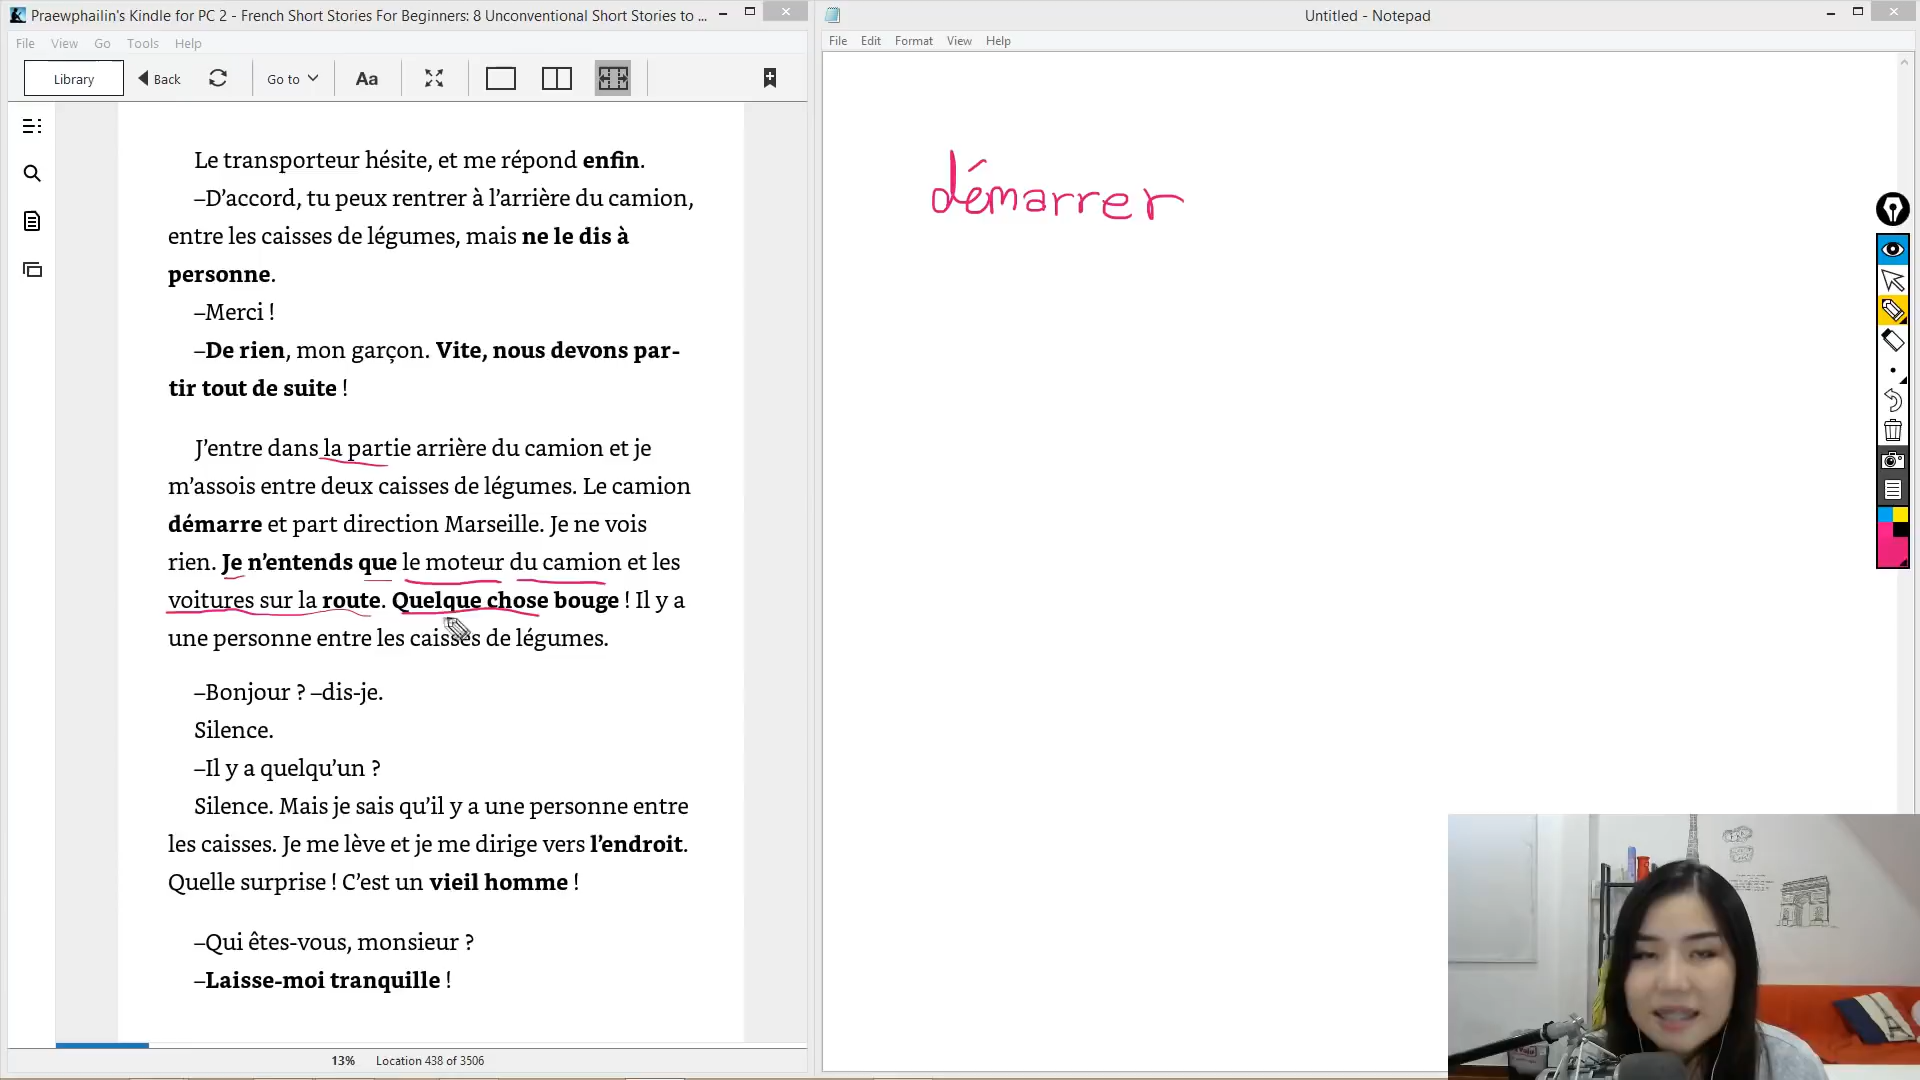 Praewphailin's Kindle for PC 2 - French Short Stories For Beginners: 8 Unconventional Short Stories to ...
File View Go Tools Help
Library Back Go to Aa
Le transporteur hésite, et me répond enfin.
–D’accord, tu peux rentrer à l’arrière du camion,
entre les caisses de légumes, mais ne le dis à
personne.
–Merci !
–De rien, mon garçon. Vite, nous devons par-
tir tout de suite !
J’entre dans la partie arrière du camion et je
m’assois entre deux caisses de légumes. Le camion
démarre et part direction Marseille. Je ne vois
rien. Je n’entends que le moteur du camion et les
voitures sur la route. Quelque chose bouge ! Il y a
une personne entre les caisses de légumes.
–Bonjour ? –dis-je.
Silence.
–Il y a quelqu’un ?
Silence. Mais je sais qu’il y a une personne entre
les caisses. Je me lève et je me dirige vers l’endroit.
Quelle surprise ! C’est un vieil homme !
–Qui êtes-vous, monsieur ?
–Laisse-moi tranquille !
13% Location 438 of 3506
Untitled - Notepad
File Edit Format View Help
démarrer